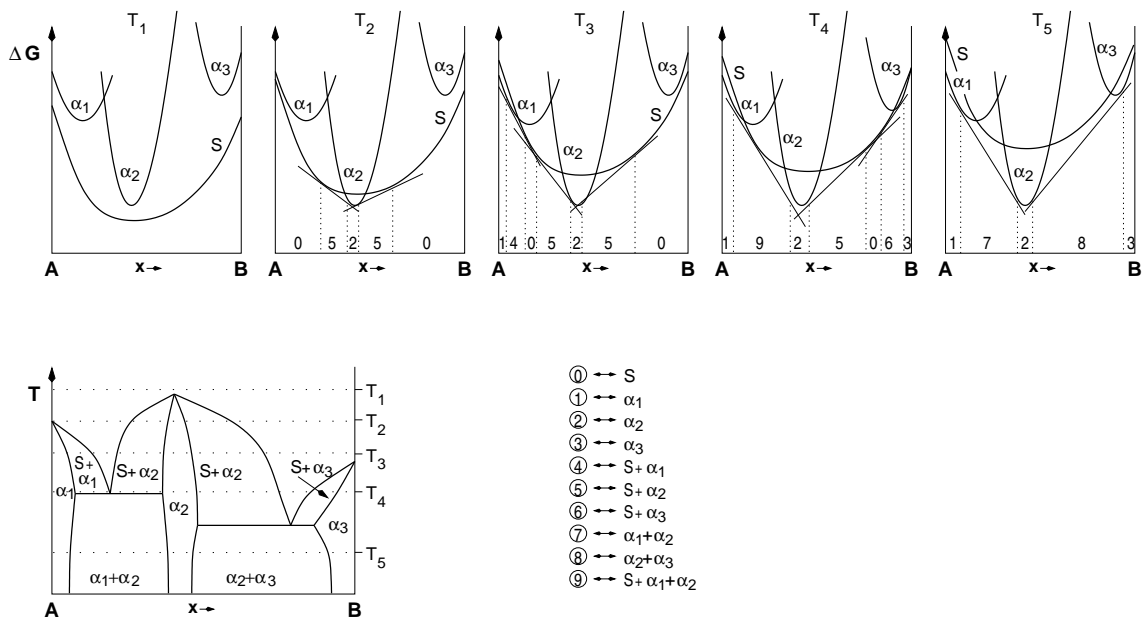 T1 T2 T3 T4 T5
ΔG
α1 α2 α3 S
α1 α2 α3 S
α1 α2 S
S α1 α2 α3
S α1 α2 α3
0 5 2 5 0
1 4 0 5 2 5 0
1 9 2 5 0 6 3
1 7 2 8 3
A x→ B
A x→ B
A x→ B
A x→ B
A x→ B
T
T1
T2
T3
T4
T5
S+ α1
S+α2
S+α2
S+α3
α1
α2
α3
α1+α2
α2+α3
A x→ B
0 ↔ S
1 ↔ α1
2 ↔ α2
3 ↔ α3
4 ↔ S+α1
5 ↔ S+α2
6 ↔ S+α3
7 ↔ α1+α2
8 ↔ α2+α3
9 ↔ S+α1+α2